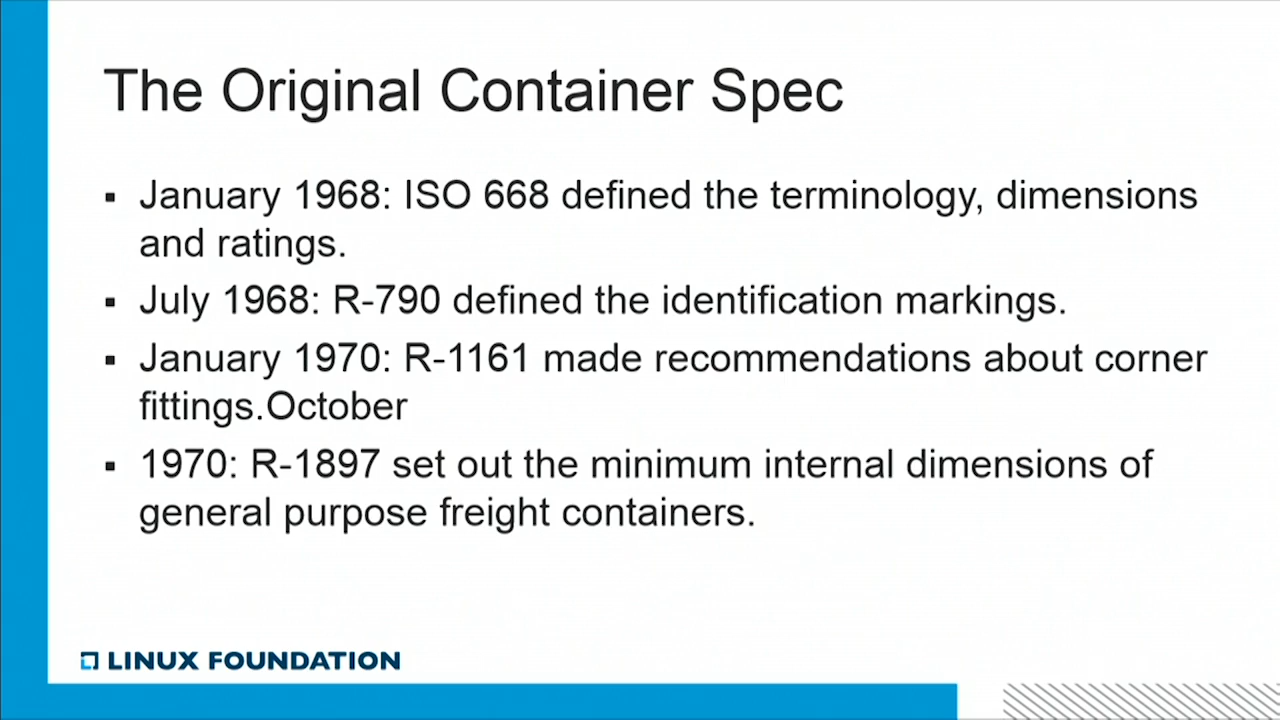 The Original Container Spec
▪ January 1968: ISO 668 defined the terminology, dimensions
and ratings.
▪ July 1968: R-790 defined the identification markings.
▪ January 1970: R-1161 made recommendations about corner
fittings.October
▪ 1970: R-1897 set out the minimum internal dimensions of
general purpose freight containers.
LINUX FOUNDATION